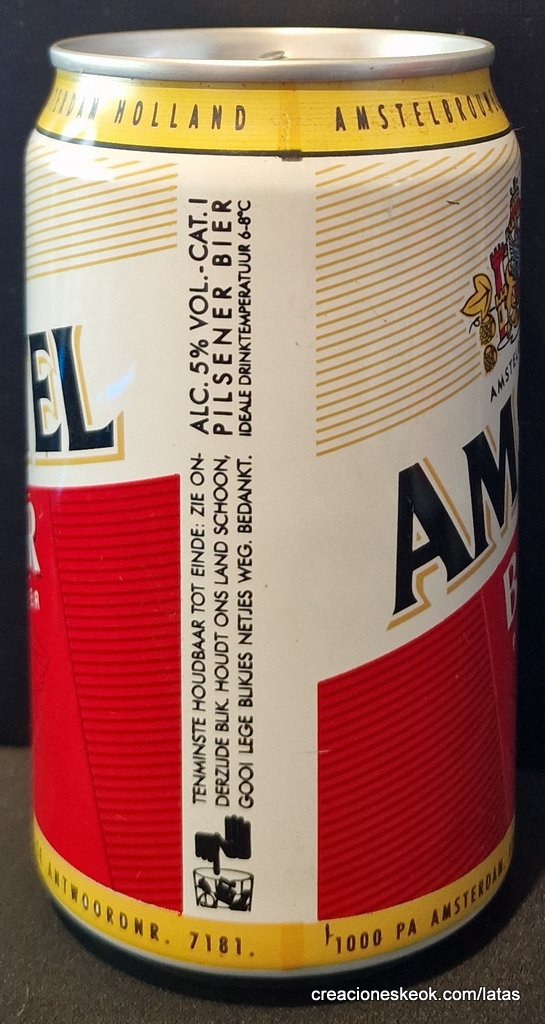 HOLLAND
AMSTELBROUW
ALC. 5% VOL.-CAT. I
PILSENER BIER
IDEALE DRINKTEMPERATUUR 6-8°C
TENMINSTE HOUDBAAR TOT EINDE: ZIE ON-
DERZIJDE BLIK. HOUDT ONS LAND SCHOON,
GOOI LEGE BLIKJES NETJES WEG. BEDANKT.
EL
AMSTE
AM
ANTWOORDNR. 7181.
1000 PA AMSTERDAM
creacioneskeok.com/latas